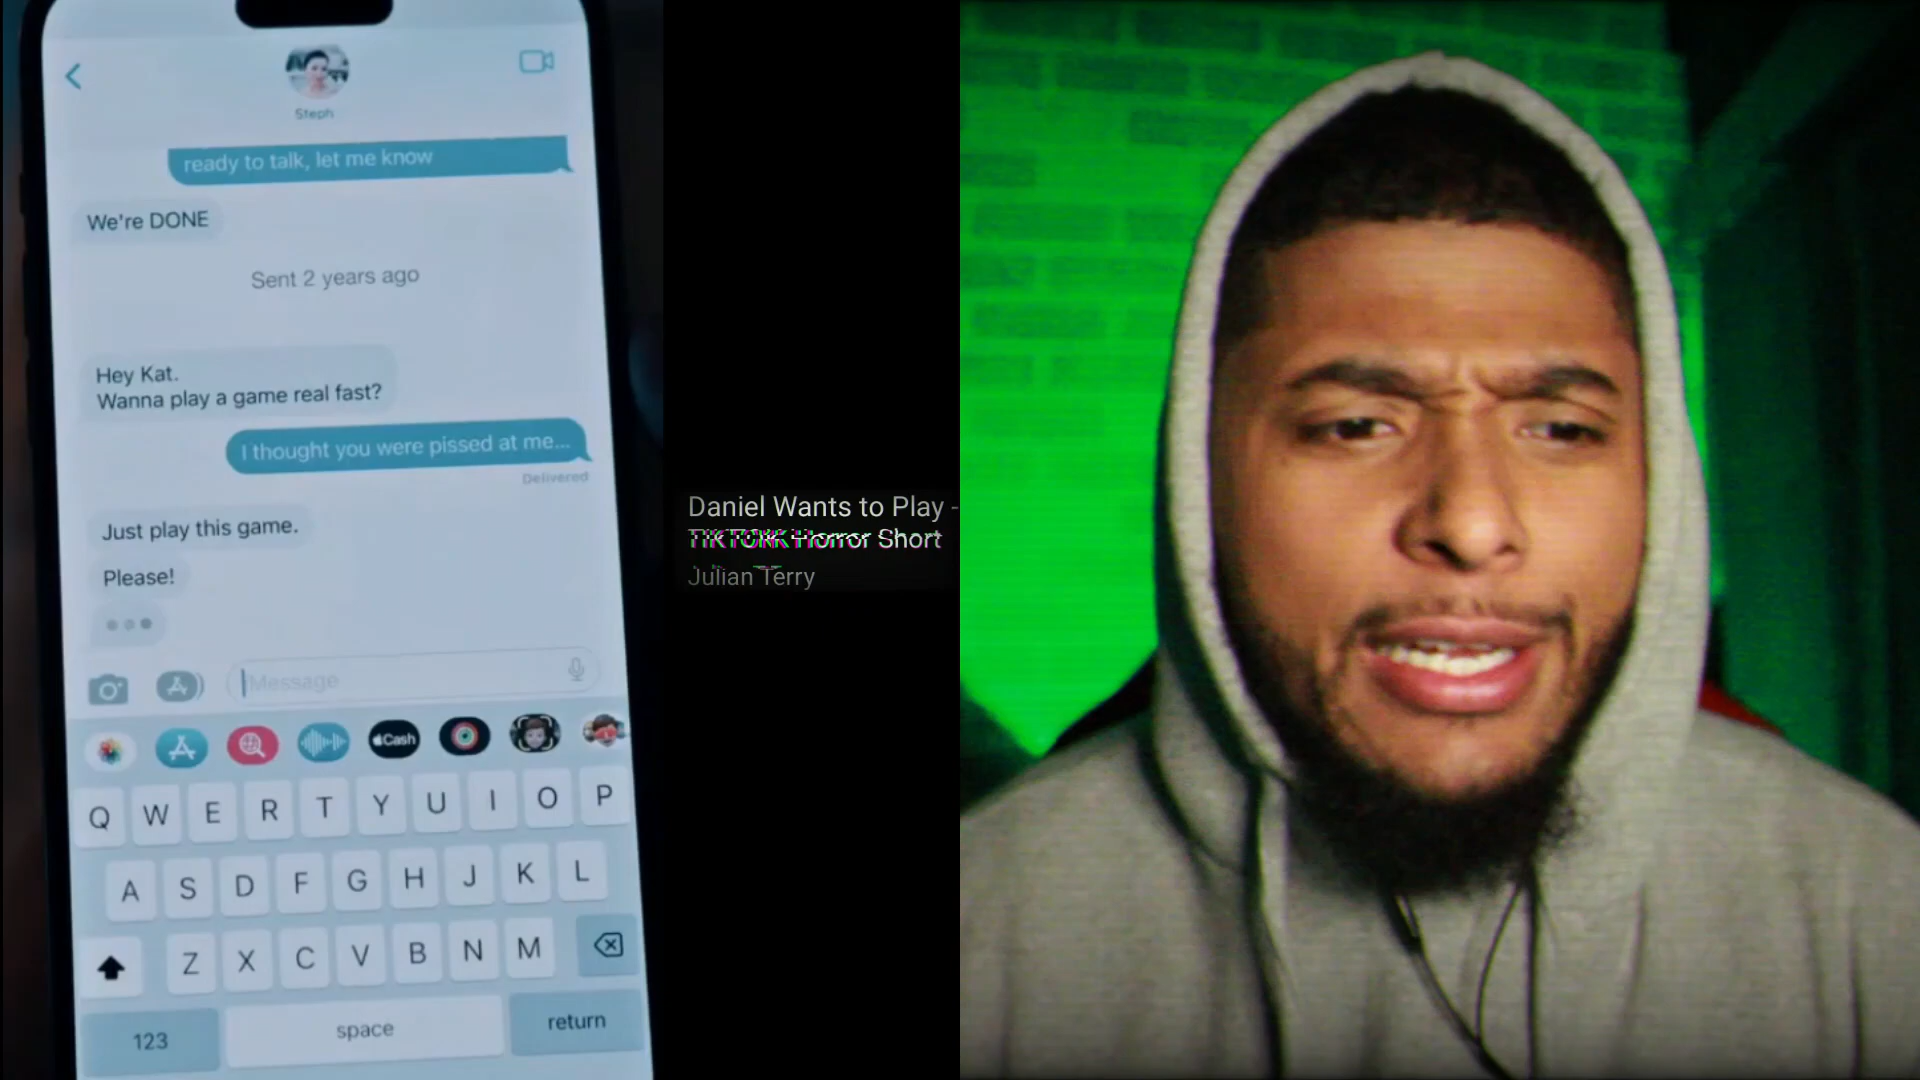 Steph
ready to talk, let me know
We're DONE
Sent 2 years ago
Hey Kat.
Wanna play a game real fast?
I thought you were pissed at me...
Delivered
Just play this game.
Please!
Message
Cash
Q W E R T Y U I O P
A S D F G H J K L
Z X C V B N M
123 space return
Daniel Wants to Play -
TikTOK Horror Short
Julian Terry